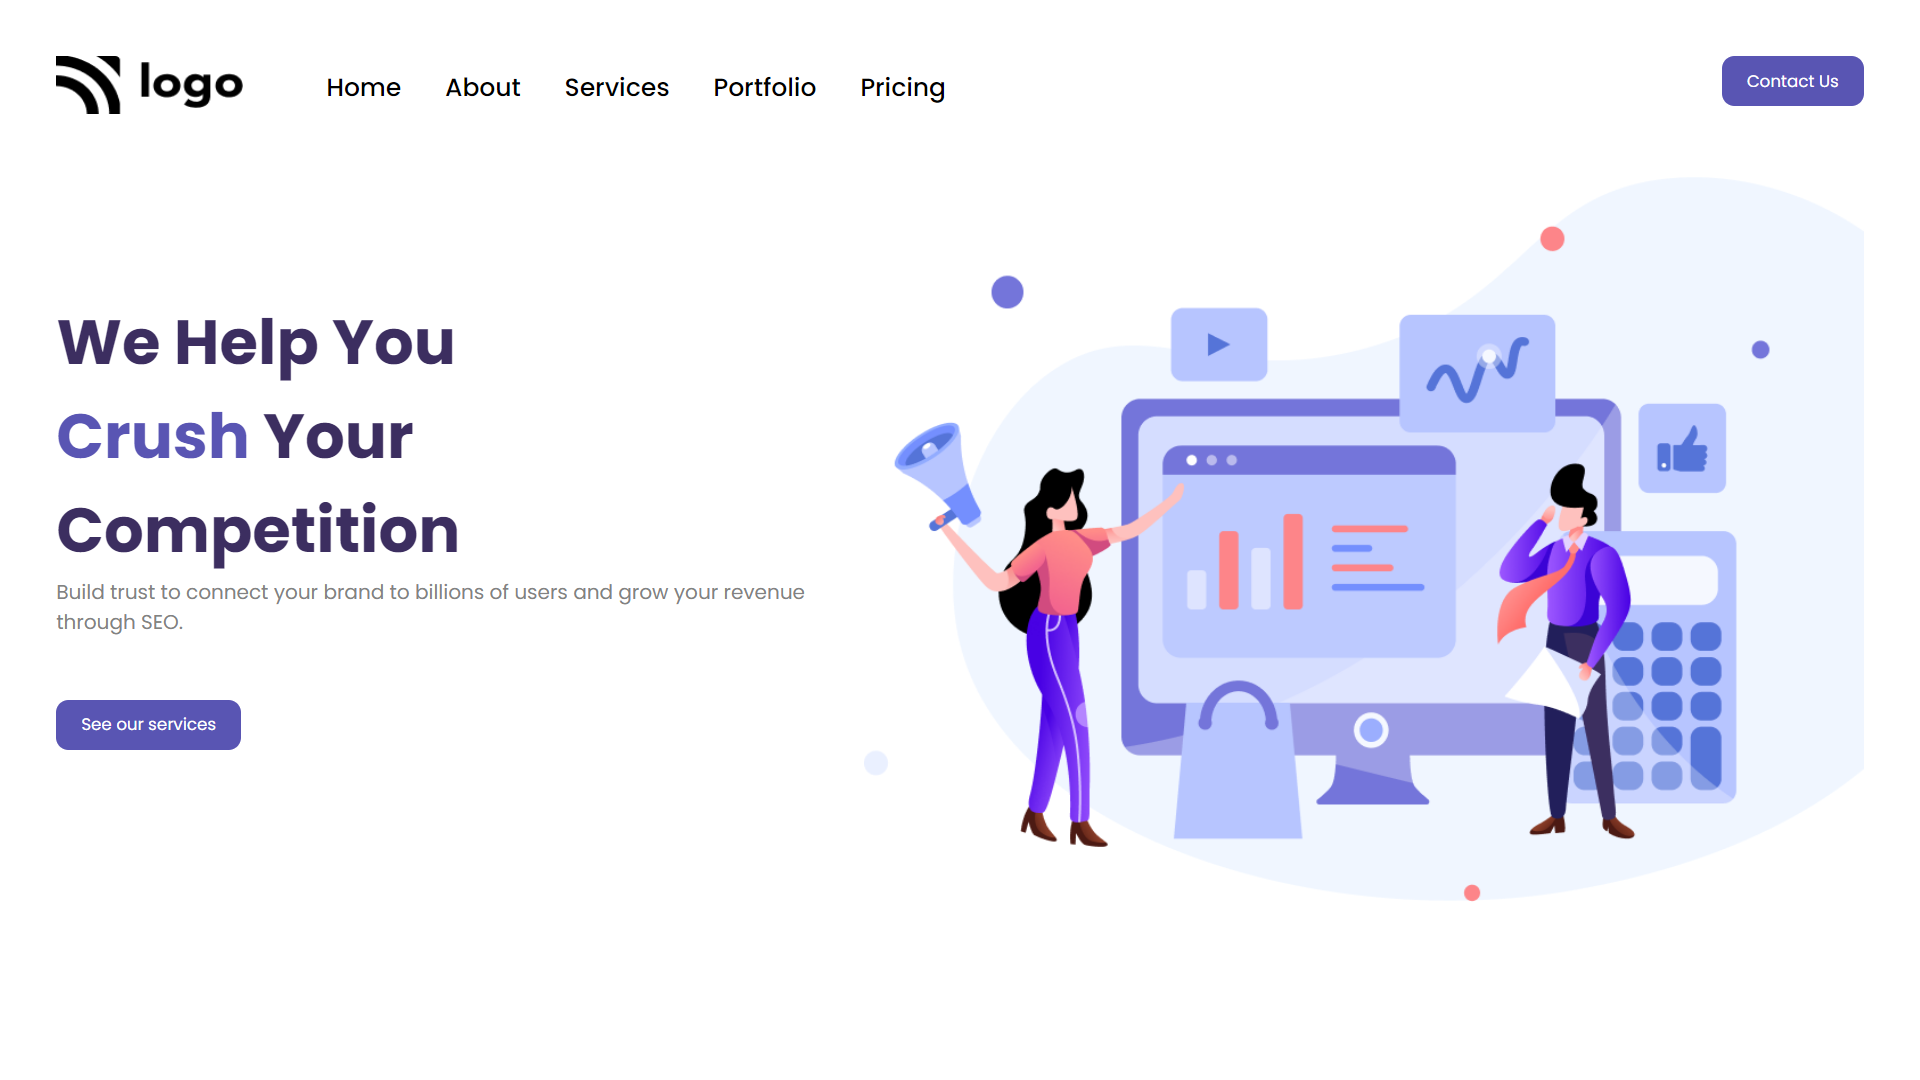 logo
Home About Services Portfolio Pricing
Contact Us
We Help You
Crush Your
Competition
Build trust to connect your brand to billions of users and grow your revenue
through SEO.
See our services